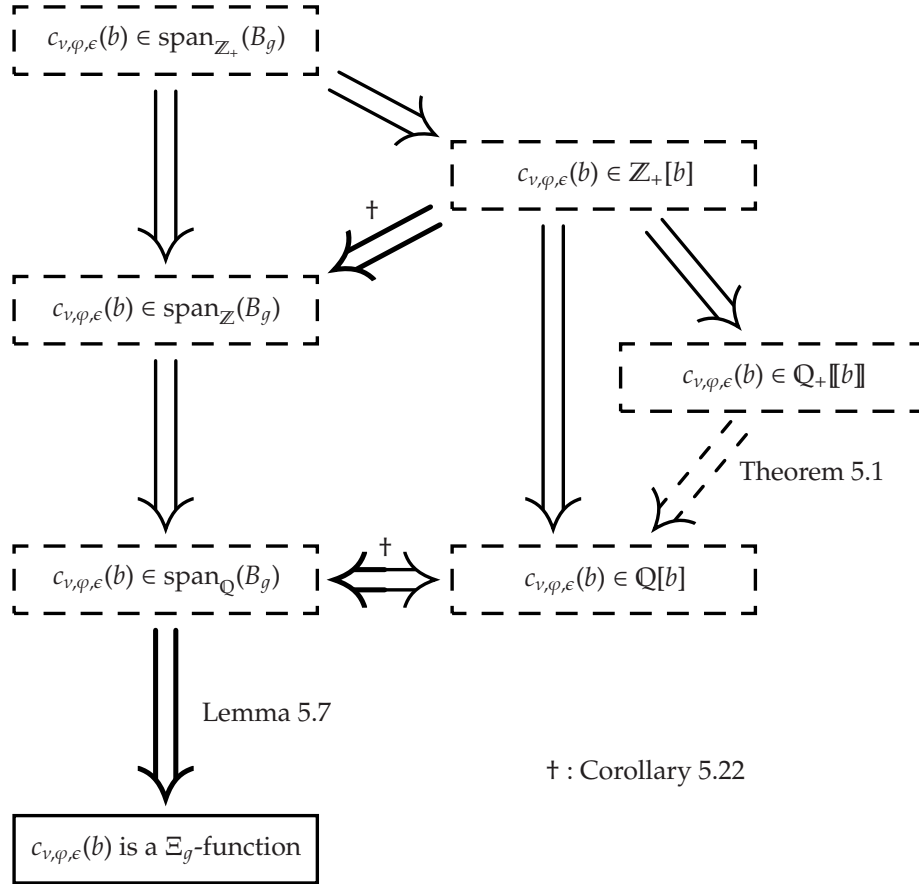 c_{ν,φ,ϵ}(b) ∈ span_{ℤ_+}(B_g)
c_{ν,φ,ϵ}(b) ∈ ℤ_+[b]
†
c_{ν,φ,ϵ}(b) ∈ span_ℤ(B_g)
c_{ν,φ,ϵ}(b) ∈ ℚ_+⟦b⟧
Theorem 5.1
†
c_{ν,φ,ϵ}(b) ∈ span_ℚ(B_g)
c_{ν,φ,ϵ}(b) ∈ ℚ[b]
Lemma 5.7
† : Corollary 5.22
c_{ν,φ,ϵ}(b) is a Ξ_g-function